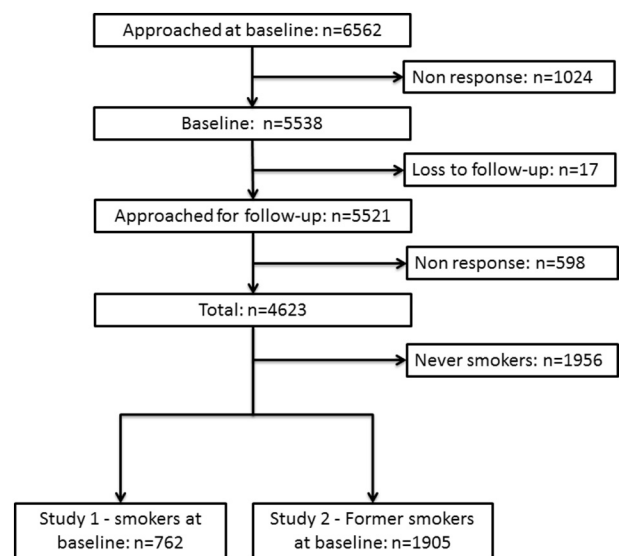 Approached at baseline: n=6562
Non response: n=1024
Baseline: n=5538
Loss to follow-up: n=17
Approached for follow-up: n=5521
Non response: n=598
Total: n=4623
Never smokers: n=1956
Study 1 - smokers at
baseline: n=762
Study 2 - Former smokers
at baseline: n=1905